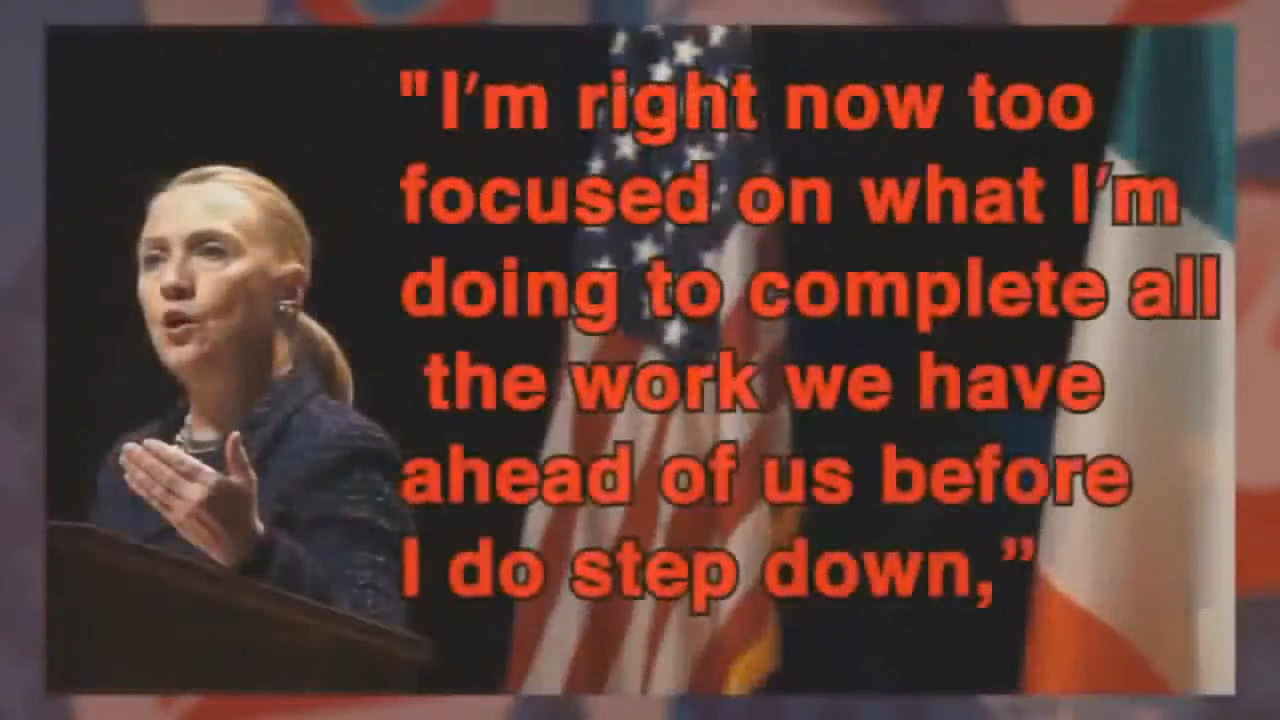 "I'm right now too
focused on what I'm
doing to complete all
the work we have
ahead of us before
I do step down,”